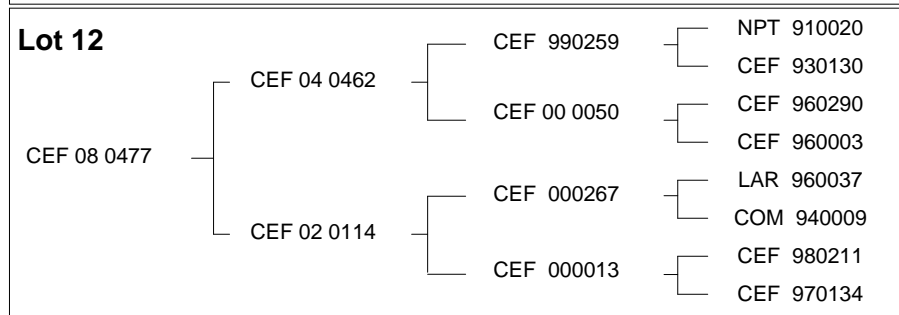 Lot 12
NPT 910020
CEF 990259
CEF 930130
CEF 04 0462
CEF 960290
CEF 00 0050
CEF 960003
CEF 08 0477
LAR 960037
CEF 000267
COM 940009
CEF 02 0114
CEF 980211
CEF 000013
CEF 970134